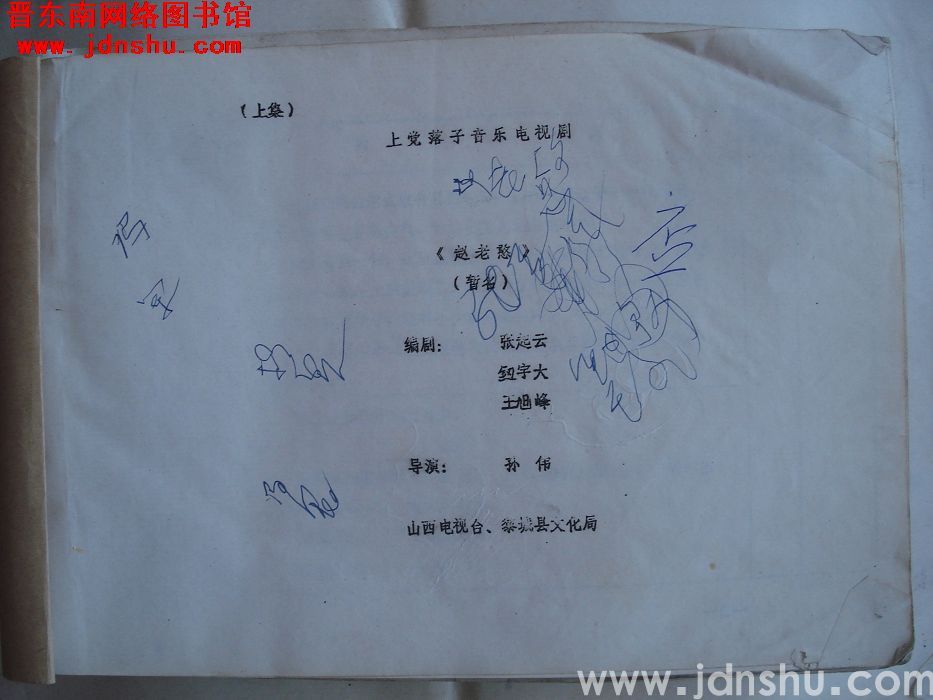 晋东南网络图书馆
www. jdnshu.com
（上集）
上党落子音乐电视剧
《赵老憨》
（暂名）
编剧： 张起云
钮宇大
王旭峰
导演： 孙 伟
山西电视台、黎城县文化局
www.jdnshu.com